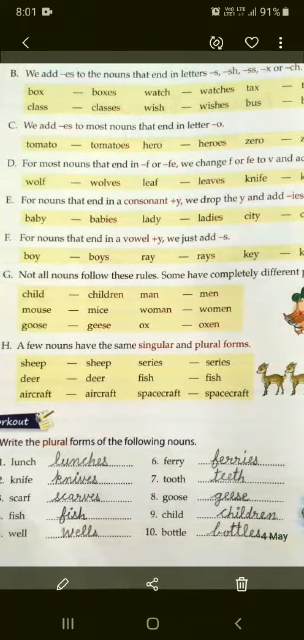 8:01
91%
B. We add –es to the nouns that end in letters –s, –sh, –ss, –x or –ch.
box – boxes watch – watches tax –
class – classes wish – wishes bus –
C. We add –es to most nouns that end in letter –o.
tomato – tomatoes hero – heroes zero –
D. For most nouns that end in –f or –fe, we change f or fe to v and
wolf – wolves leaf – leaves knife –
E. For nouns that end in a consonant +y, we drop the y and add –ies
baby – babies lady – ladies city –
F. For nouns that end in a vowel +y, we just add –s.
boy – boys ray – rays key –
G. Not all nouns follow these rules. Some have completely different
child – children man – men
mouse – mice woman – women
goose – geese ox – oxen
H. A few nouns have the same singular and plural forms.
sheep – sheep series – series
deer – deer fish – fish
aircraft – aircraft spacecraft – spacecraft
rkout
Write the plural forms of the following nouns.
1. lunch lunches 6. ferry ferries
2. knife knives 7. tooth teeth
3. scarf scarves 8. goose geese
fish fish 9. child children
well wells 10. bottle bottles
4 May